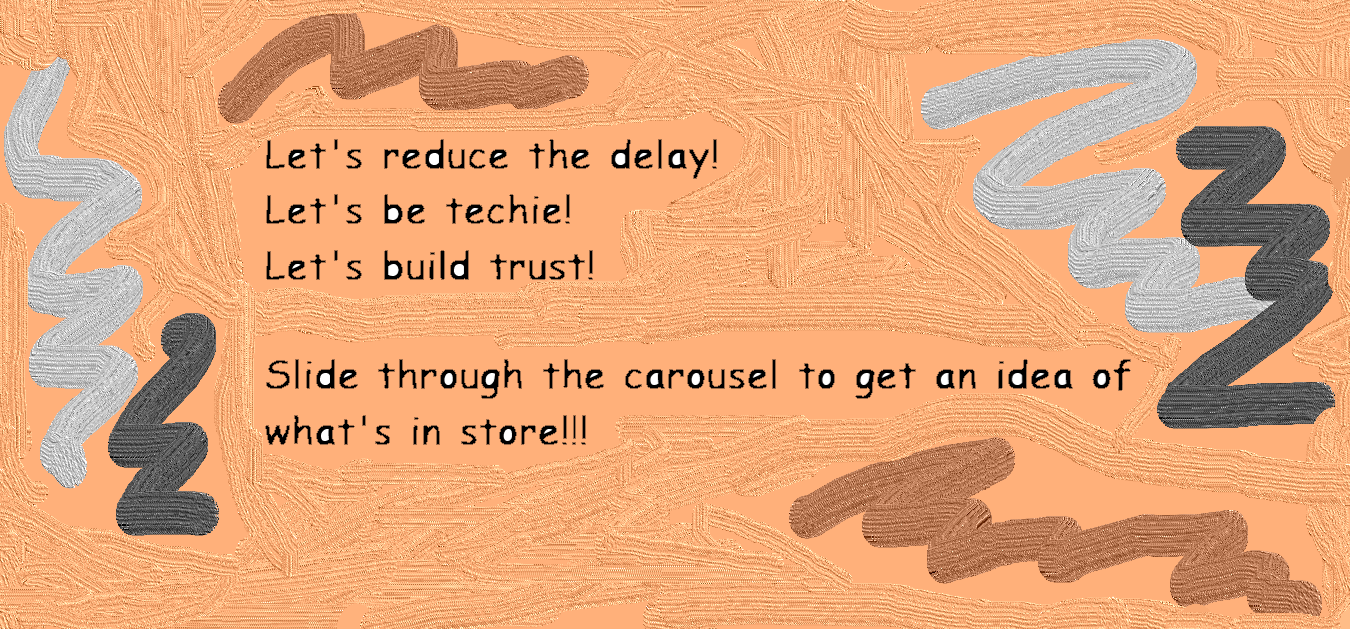 Let's reduce the delay!
Let's be techie!
Let's build trust!
Slide through the carousel to get an idea of
what's in store!!!